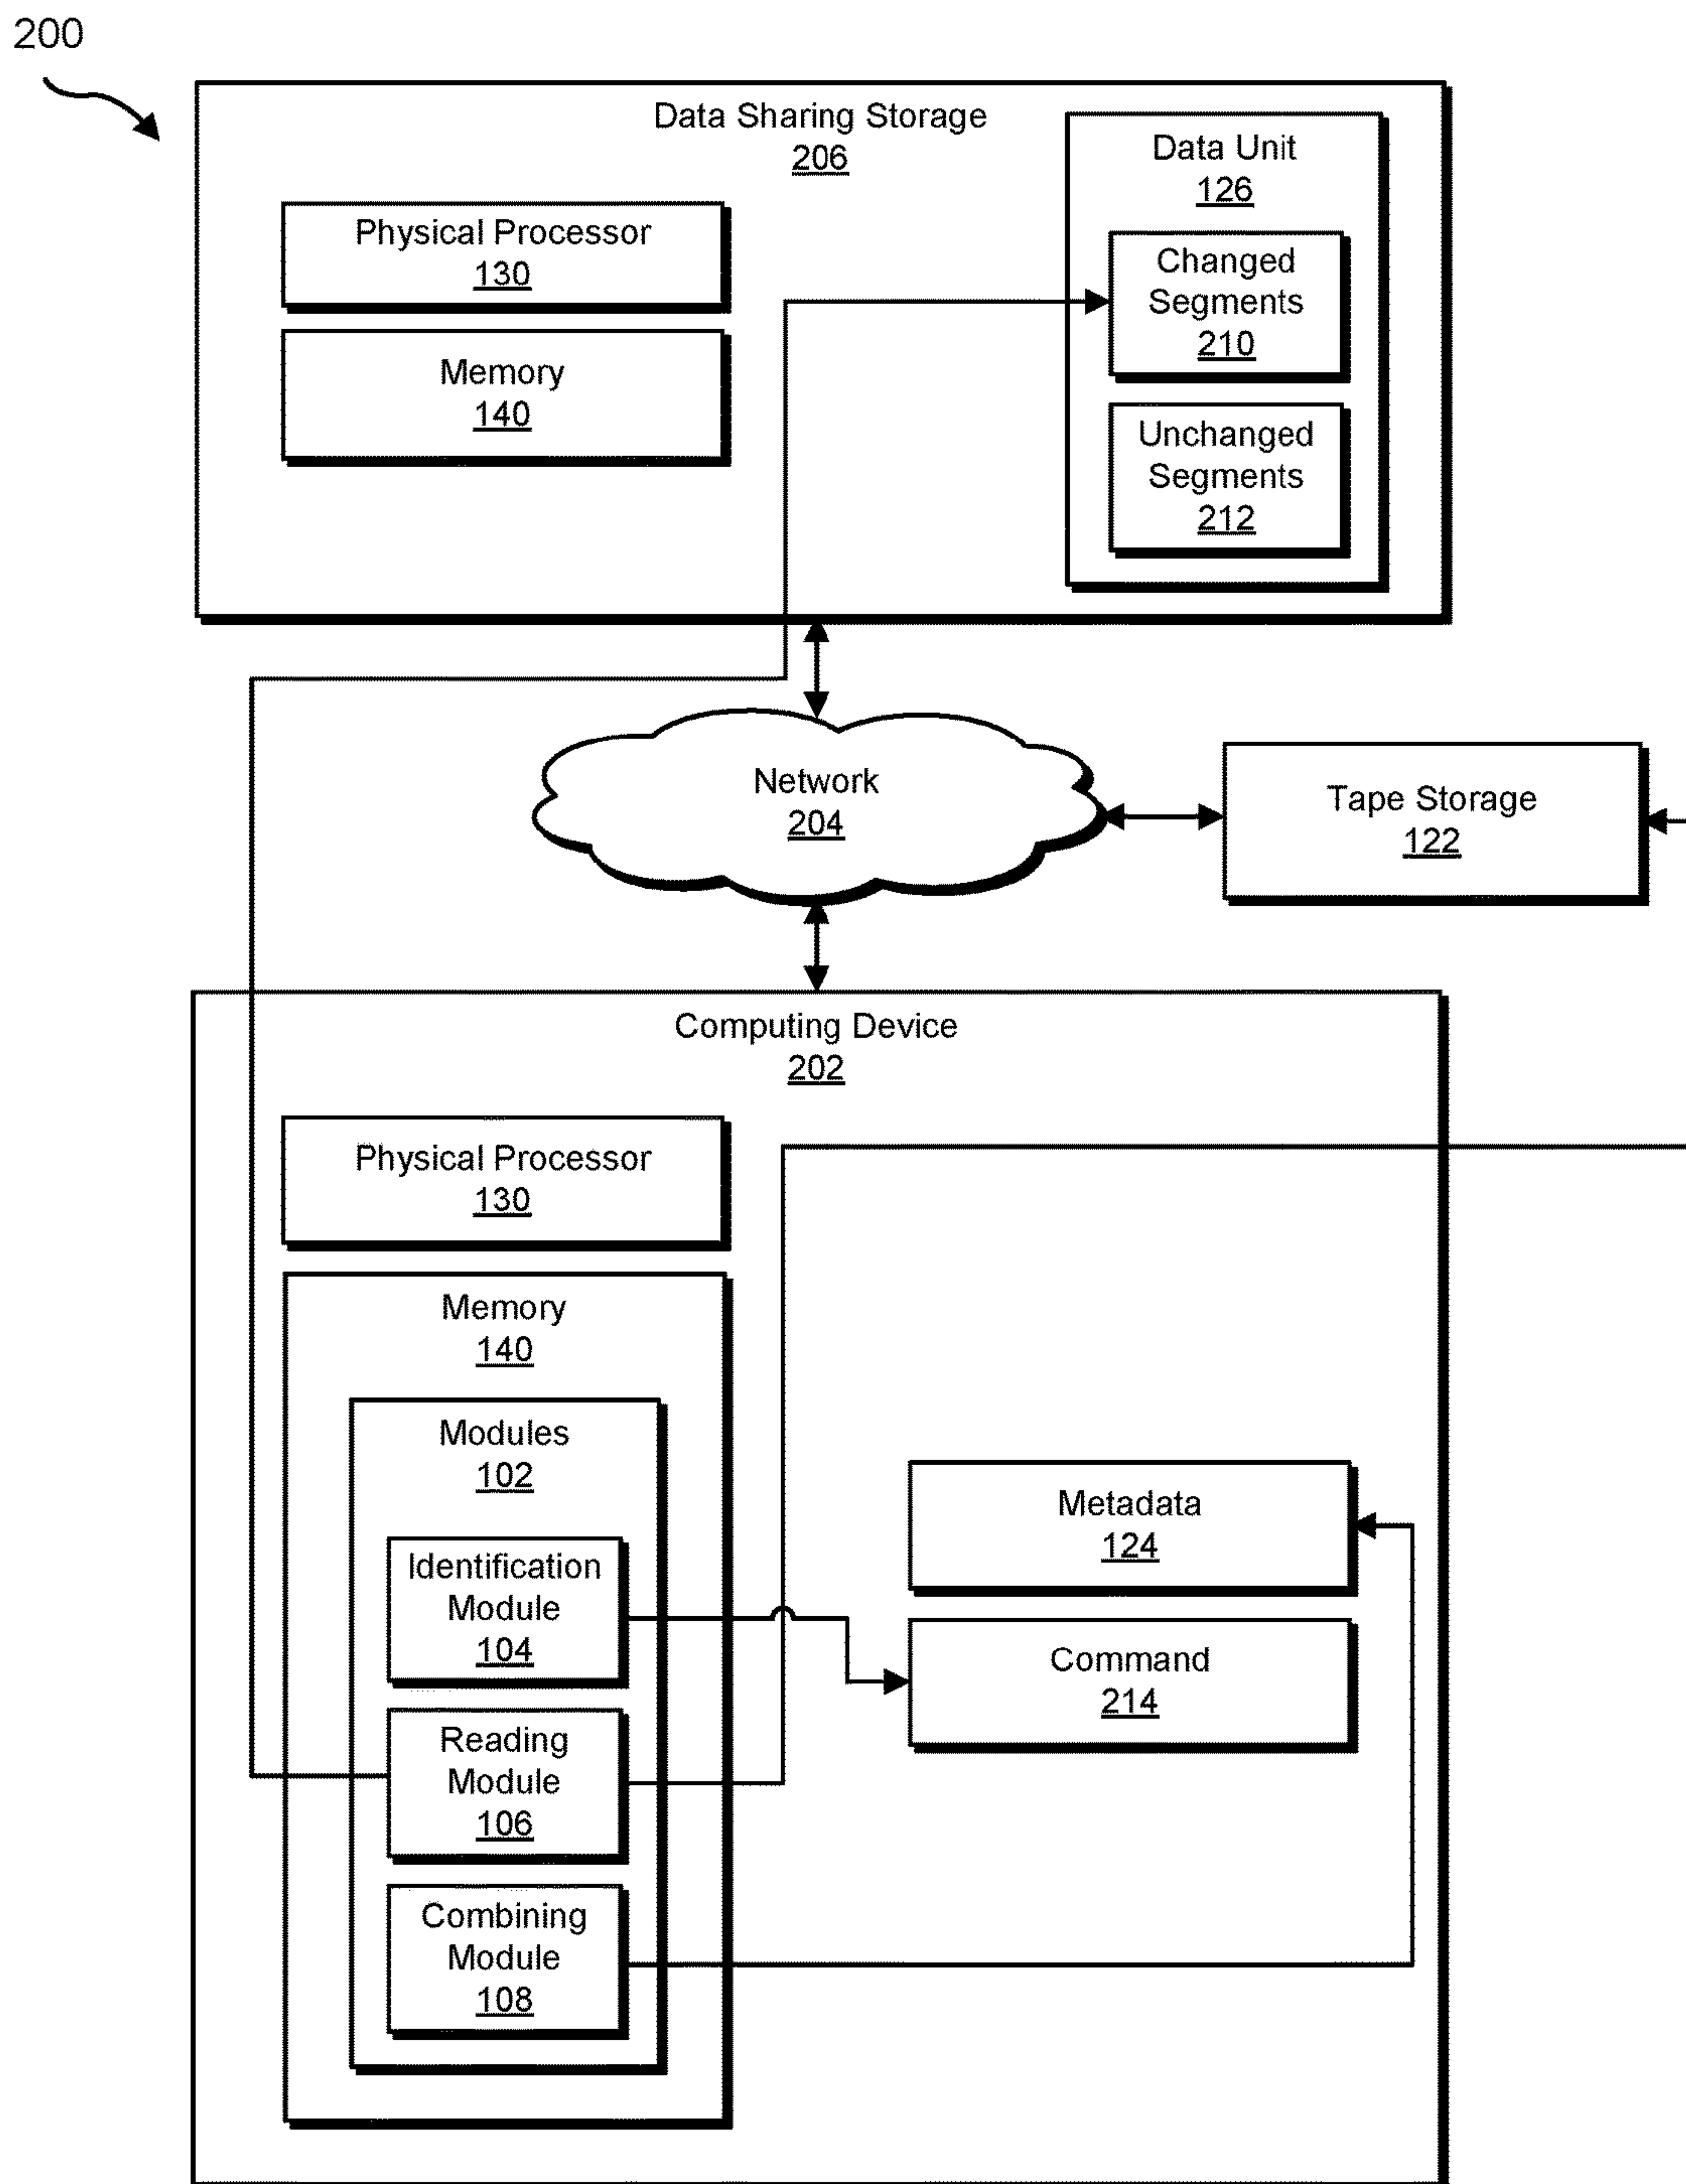 200
Data Sharing Storage
206
Data Unit
126
Physical Processor
130
Changed
Segments
210
Memory
140
Unchanged
Segments
212
Network
204
Tape Storage
122
Computing Device
202
Physical Processor
130
Memory
140
Modules
102
Identification
Module
104
Reading
Module
106
Combining
Module
108
Metadata
124
Command
214